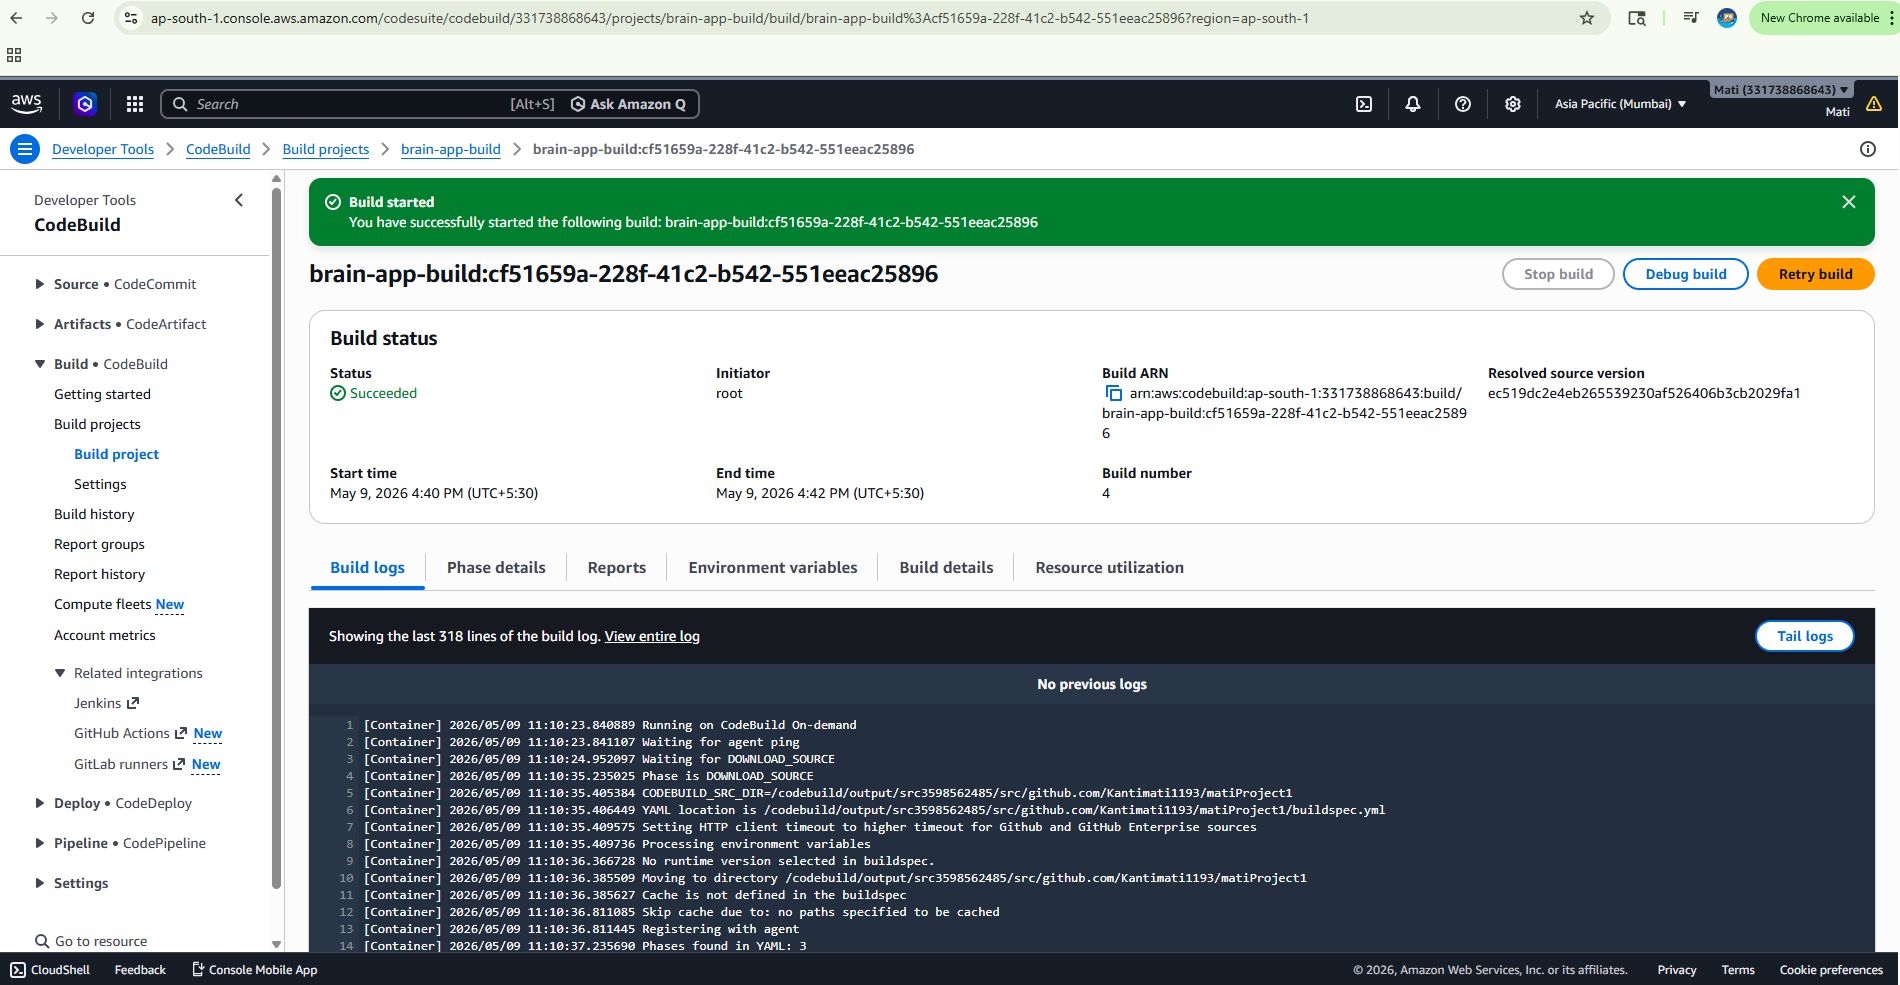 ap-south-1.console.aws.amazon.com/codesuite/codebuild/331738868643/projects/brain-app-build/build/brain-app-build%3Acf51659a-228f-41c2-b542-551eeac25896?region=ap-south-1
New Chrome available
aws
Search [Alt+S] Ask Amazon Q
Asia Pacific (Mumbai)
Mati (331738868643)
Mati
Developer Tools
CodeBuild
Build projects
brain-app-build
brain-app-build:cf51659a-228f-41c2-b542-551eeac25896
Developer Tools
CodeBuild
Source • CodeCommit
Artifacts • CodeArtifact
Build • CodeBuild
Getting started
Build projects
Build project
Settings
Build history
Report groups
Report history
Compute fleets New
Account metrics
Related integrations
Jenkins
GitHub Actions New
GitLab runners New
Deploy • CodeDeploy
Pipeline • CodePipeline
Settings
Go to resource
Build started
You have successfully started the following build: brain-app-build:cf51659a-228f-41c2-b542-551eeac25896
brain-app-build:cf51659a-228f-41c2-b542-551eeac25896
Stop build
Debug build
Retry build
Build status
Status
Succeeded
Initiator
root
Build ARN
arn:aws:codebuild:ap-south-1:331738868643:build/
brain-app-build:cf51659a-228f-41c2-b542-551eeac2589
6
Resolved source version
ec519dc2e4eb265539230af526406b3cb2029fa1
Start time
May 9, 2026 4:40 PM (UTC+5:30)
End time
May 9, 2026 4:42 PM (UTC+5:30)
Build number
4
Build logs
Phase details
Reports
Environment variables
Build details
Resource utilization
Showing the last 318 lines of the build log. View entire log
Tail logs
No previous logs
1 [Container] 2026/05/09 11:10:23.840889 Running on CodeBuild On-demand
2 [Container] 2026/05/09 11:10:23.841107 Waiting for agent ping
3 [Container] 2026/05/09 11:10:24.952097 Waiting for DOWNLOAD_SOURCE
4 [Container] 2026/05/09 11:10:35.235025 Phase is DOWNLOAD_SOURCE
5 [Container] 2026/05/09 11:10:35.405384 CODEBUILD_SRC_DIR=/codebuild/output/src3598562485/src/github.com/Kantimati1193/matiProject1
6 [Container] 2026/05/09 11:10:35.406449 YAML location is /codebuild/output/src3598562485/src/github.com/Kantimati1193/matiProject1/buildspec.yml
7 [Container] 2026/05/09 11:10:35.409575 Setting HTTP client timeout to higher timeout for Github and GitHub Enterprise sources
8 [Container] 2026/05/09 11:10:35.409736 Processing environment variables
9 [Container] 2026/05/09 11:10:36.366728 No runtime version selected in buildspec.
10 [Container] 2026/05/09 11:10:36.385509 Moving to directory /codebuild/output/src3598562485/src/github.com/Kantimati1193/matiProject1
11 [Container] 2026/05/09 11:10:36.385627 Cache is not defined in the buildspec
12 [Container] 2026/05/09 11:10:36.811085 Skip cache due to: no paths specified to be cached
13 [Container] 2026/05/09 11:10:36.811445 Registering with agent
14 [Container] 2026/05/09 11:10:37.235690 Phases found in YAML: 3
CloudShell
Feedback
Console Mobile App
© 2026, Amazon Web Services, Inc. or its affiliates.
Privacy
Terms
Cookie preferences